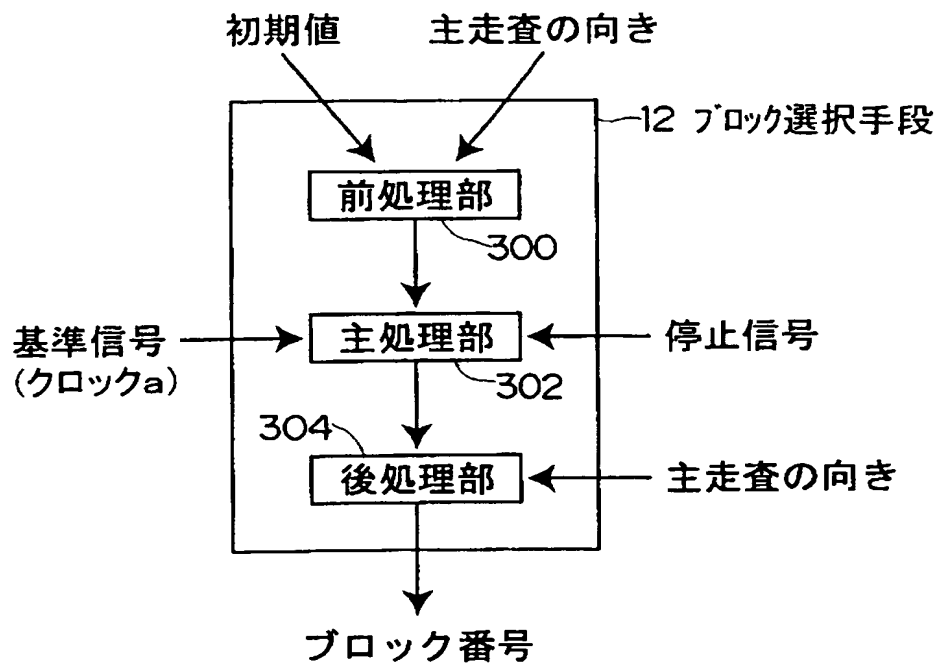 初期値
主走査の向き
12 ブロック選択手段
前処理部
300
基準信号
(クロックa)
主処理部
停止信号
302
304
後処理部
主走査の向き
ブロック番号